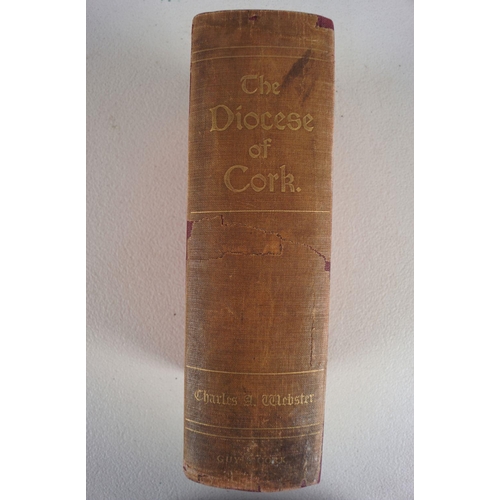 The
Diocese
of
Cork.
Charles A. Webster